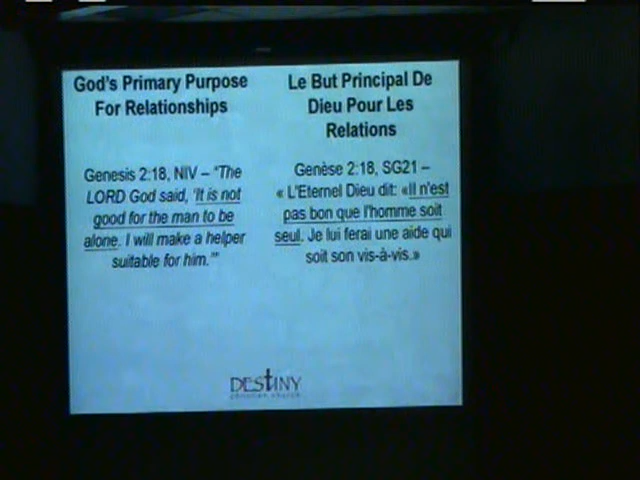 God's Primary Purpose
For Relationships
Genesis 2:18, NIV – "The
LORD God said, 'It is not
good for the man to be
alone. I will make a helper
suitable for him.'"
Le But Principal De
Dieu Pour Les
Relations
Genèse 2:18, SG21 –
« L'Eternel Dieu dit: «Il n'est
pas bon que l'homme soit
seul. Je lui ferai une aide qui
soit son vis-à-vis.»
DESTINY
christian church